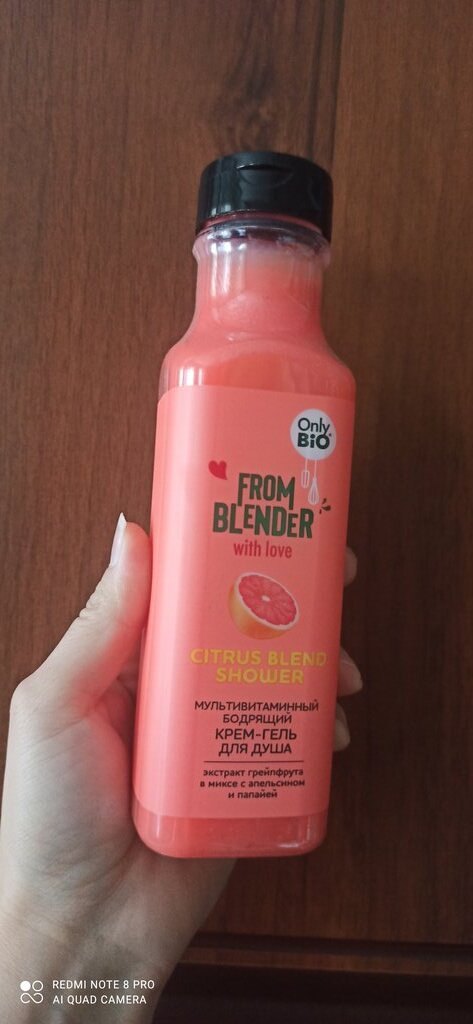 Only
BiO
FROM
BLENDER
with love
CITRUS BLEND
SHOWER
МУЛЬТИВИТАМИННЫЙ
БОДРЯЩИЙ
КРЕМ-ГЕЛЬ
ДЛЯ ДУША
экстракт грейпфрута
в миксе с апельсином
и папайей
REDMI NOTE 8 PRO
AI QUAD CAMERA